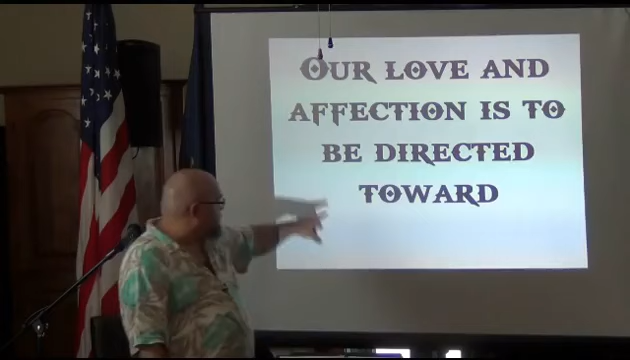 Our love and
affection is to
be directed
toward